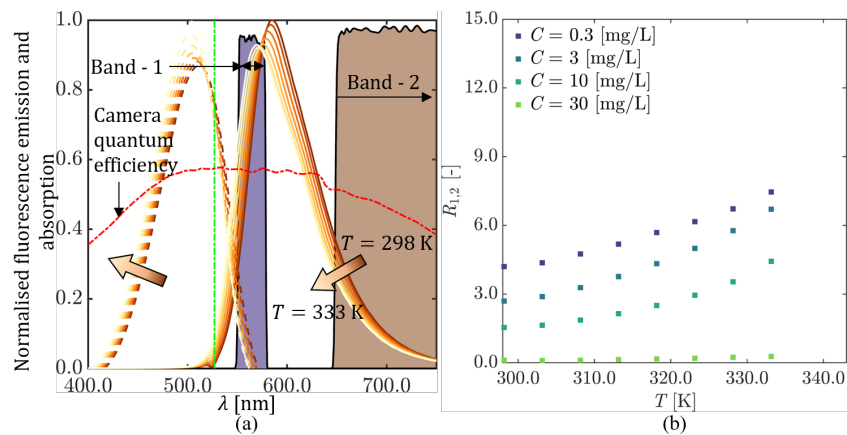 Normalised fluorescence emission and
absorption
1.0
0.8
0.6
0.4
0.2
0.0
400.0 500.0 600.0 700.0
λ [nm]
Band - 1
Band - 2
Camera
quantum
efficiency
T = 298 K
T = 333 K
(a)
R1,2 [-]
15.0
12.0
9.0
6.0
3.0
0.0
C = 0.3 [mg/L]
C = 3 [mg/L]
C = 10 [mg/L]
C = 30 [mg/L]
300.0 310.0 320.0 330.0 340.0
T [K]
(b)